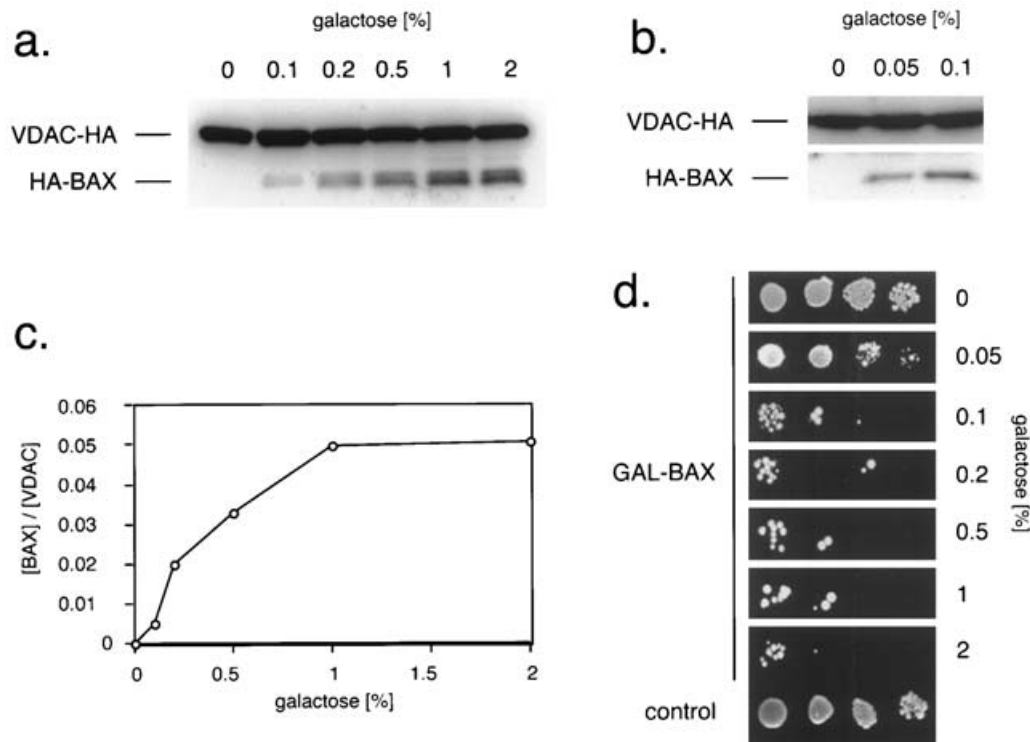 a.
galactose [%]
0 0.1 0.2 0.5 1 2
VDAC-HA
HA-BAX
b.
galactose [%]
0 0.05 0.1
VDAC-HA
HA-BAX
c.
[BAX] / [VDAC]
0.06
0.05
0.04
0.03
0.02
0.01
0
0 0.5 1 1.5 2
galactose [%]
d.
GAL-BAX
0
0.05
0.1
0.2
0.5
1
2
galactose [%]
control